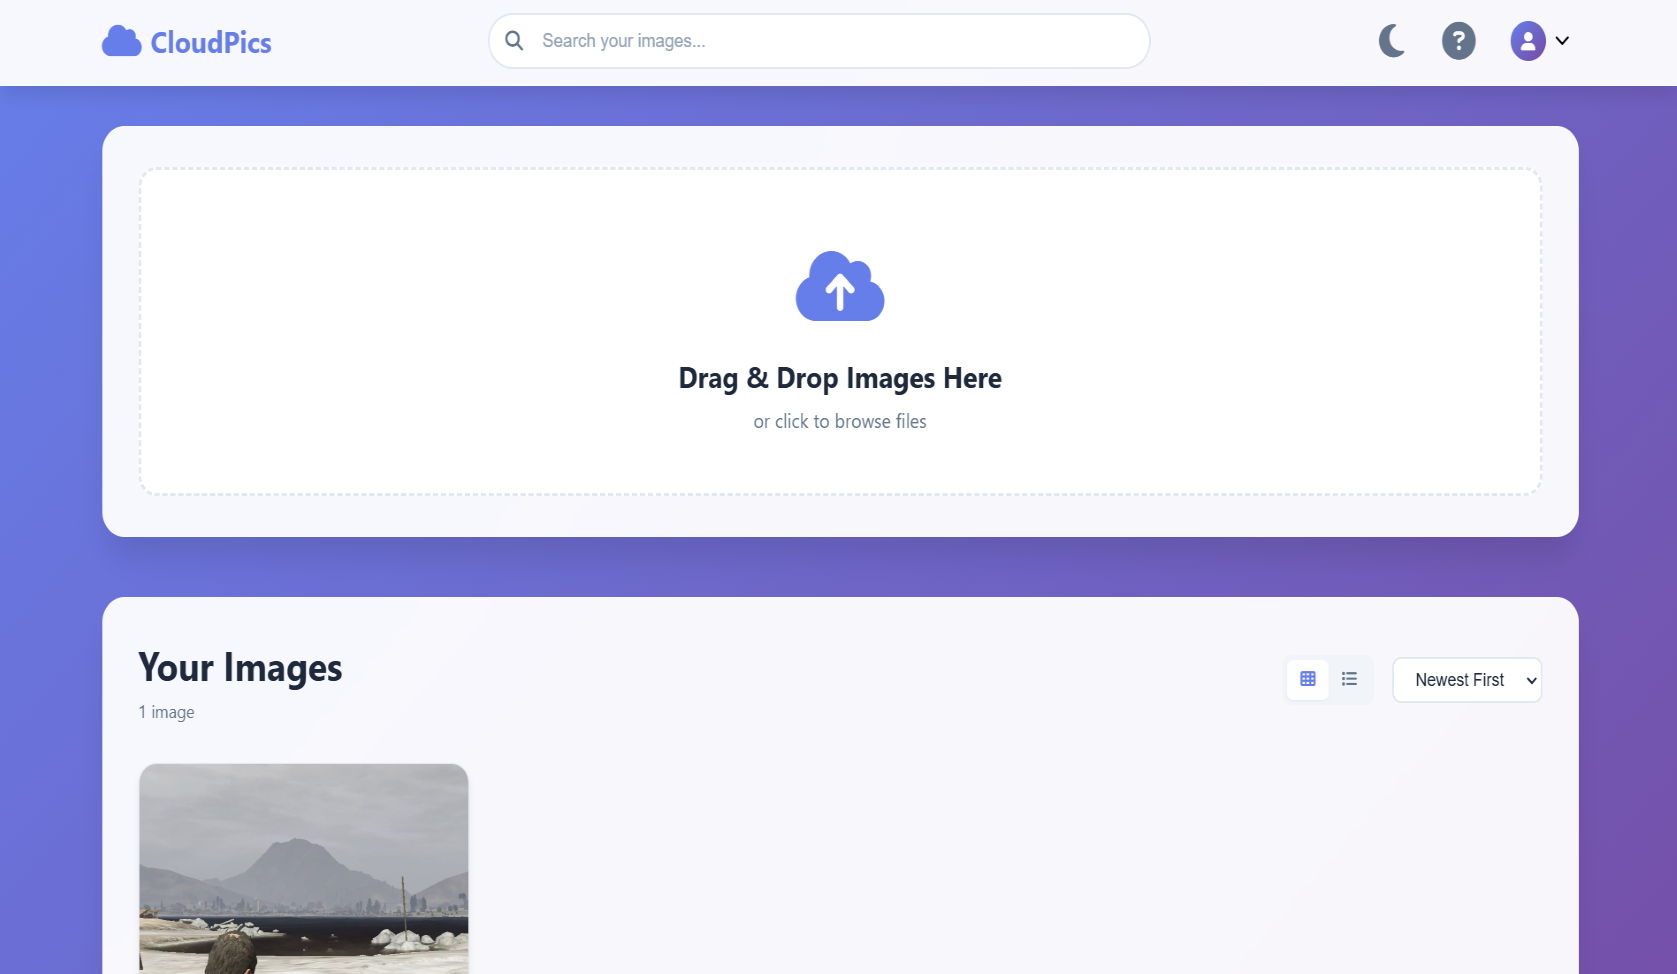 CloudPics
Search your images...
?
Drag & Drop Images Here
or click to browse files
Your Images
Newest First
1 image